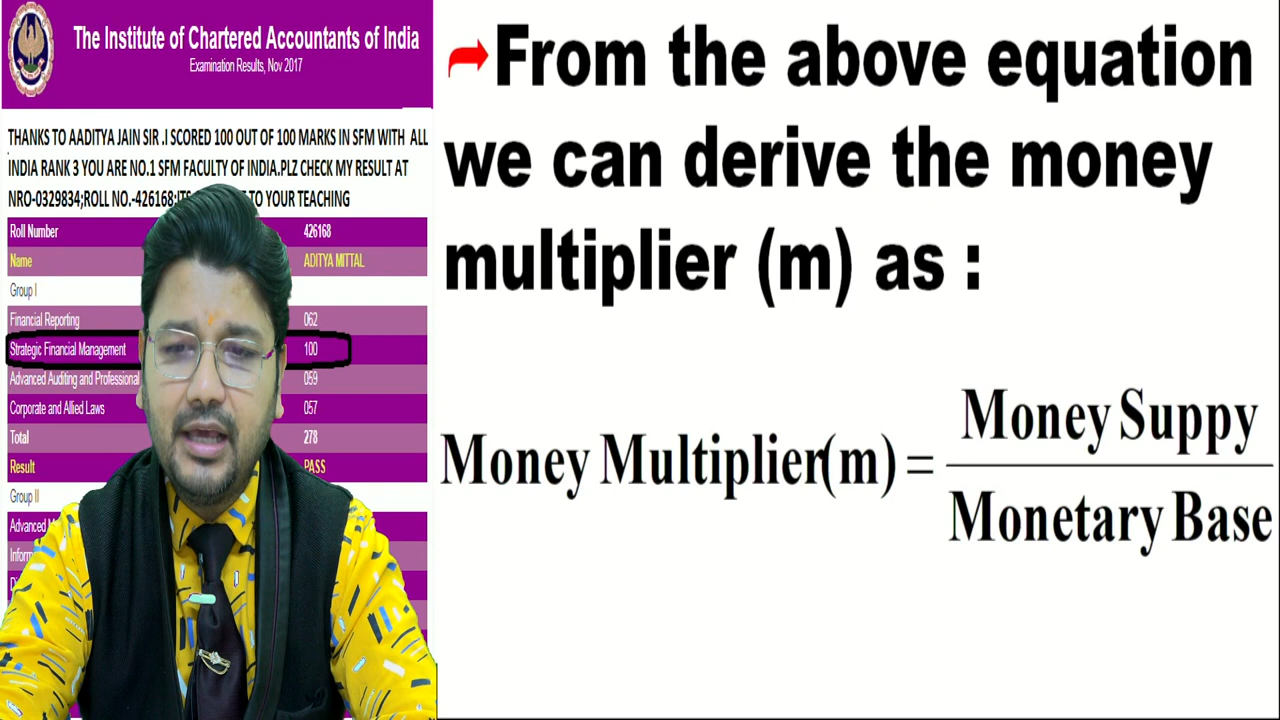 The Institute of Chartered Accountants of India
Examination Results, Nov 2017
THANKS TO AADITYA JAIN SIR .I SCORED 100 OUT OF 100 MARKS IN SFM WITH ALL
INDIA RANK 3 YOU ARE NO.1 SFM FACULTY OF INDIA.PLZ CHECK MY RESULT AT
NRO-0329834;ROLL NO.-426168: TO YOUR TEACHING
Roll Number 426168
Name ADITYA MITTAL
Group I
Financial Reporting 062
Strategic Financial Management 100
Advanced Auditing and Professional 059
Corporate and Allied Laws 057
Total 278
Result PASS
Group II
Advanced
➦From the above equation
we can derive the money
multiplier (m) as :
Money Multiplier(m) = Money Suppy
Monetary Base